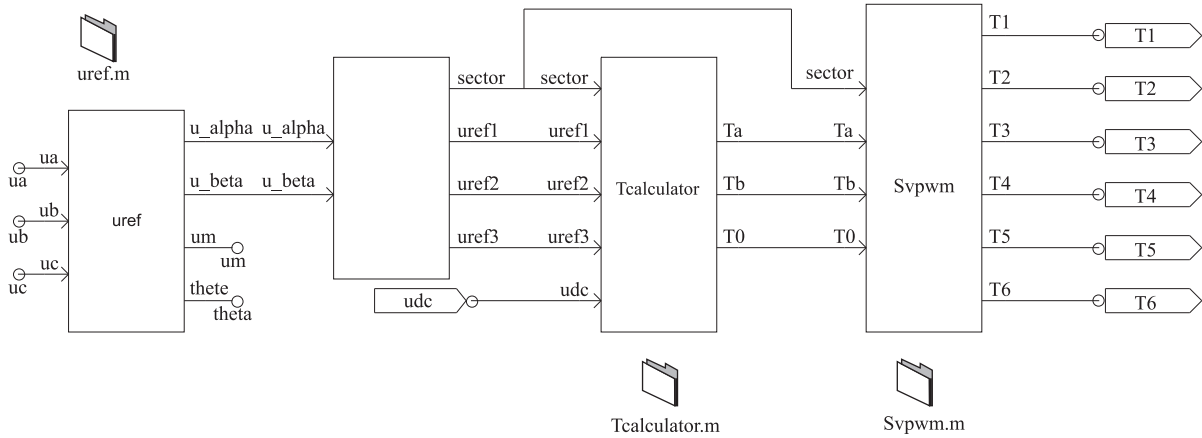 uref.m
ua
ua
ub
ub
uc
uc
uref
u_alpha
u_beta
um
um
thete
theta
u_alpha
u_beta
sector
uref1
uref2
uref3
udc
sector
uref1
uref2
uref3
udc
Tcalculator
Ta
Tb
T0
Tcalculator.m
sector
Ta
Tb
T0
Svpwm
Svpwm.m
T1
T2
T3
T4
T5
T6
T1
T2
T3
T4
T5
T6